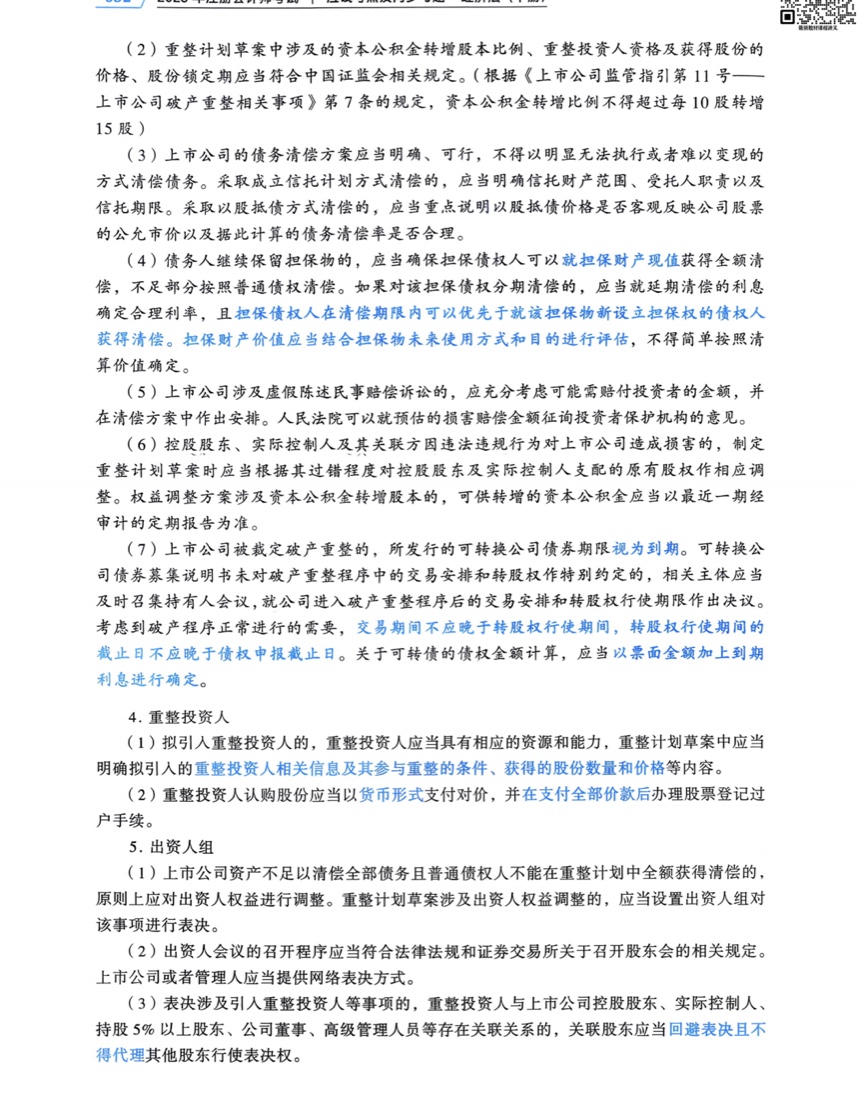 （2）重整计划草案中涉及的资本公积金转增股本比例、重整投资人资格及获得股份的
价格、股份锁定期应当符合中国证监会相关规定。（根据《上市公司监管指引第 11 号——
上市公司破产重整相关事项》第 7 条的规定，资本公积金转增比例不得超过每 10 股转增
15 股）
（3）上市公司的债务清偿方案应当明确、可行，不得以明显无法执行或者难以变现的
方式清偿债务。采取成立信托计划方式清偿的，应当明确信托财产范围、受托人职责以及
信托期限。采取以股抵债方式清偿的，应当重点说明以股抵债价格是否客观反映公司股票
的公允市价以及据此计算的债务清偿率是否合理。
（4）债务人继续保留担保物的，应当确保担保债权人可以就担保财产现值获得全额清
偿，不足部分按照普通债权清偿。如果对该担保债权分期清偿的，应当就延期清偿的利息
确定合理利率，且担保债权人在清偿期限内可以优先于就该担保物新设立担保权的债权人
获得清偿。担保财产价值应当结合担保物未来使用方式和目的进行评估，不得简单按照清
算价值确定。
（5）上市公司涉及虚假陈述民事赔偿诉讼的，应充分考虑可能需赔付投资者的金额，并
在清偿方案中作出安排。人民法院可以就预估的损害赔偿金额征询投资者保护机构的意见。
（6）控股股东、实际控制人及其关联方因违法违规行为对上市公司造成损害的，制定
重整计划草案时应当根据其过错程度对控股股东及实际控制人支配的原有股权作相应调
整。权益调整方案涉及资本公积金转增股本的，可供转增的资本公积金应当以最近一期经
审计的定期报告为准。
（7）上市公司被裁定破产重整的，所发行的可转换公司债券期限视为到期。可转换公
司债券募集说明书未对破产重整程序中的交易安排和转股权作特别约定的，相关主体应当
及时召集持有人会议，就公司进入破产重整程序后的交易安排和转股权行使期限作出决议。
考虑到破产程序正常进行的需要，交易期间不应晚于转股权行使期间，转股权行使期间的
截止日不应晚于债权申报截止日。关于可转债的债权金额计算，应当以票面金额加上到期
利息进行确定。
4. 重整投资人
（1）拟引入重整投资人的，重整投资人应当具有相应的资源和能力，重整计划草案中应当
明确拟引入的重整投资人相关信息及其参与重整的条件、获得的股份数量和价格等内容。
（2）重整投资人认购股份应当以货币形式支付对价，并在支付全部价款后办理股票登记过
户手续。
5. 出资人组
（1）上市公司资产不足以清偿全部债务且普通债权人不能在重整计划中全额获得清偿的，
原则上应对出资人权益进行调整。重整计划草案涉及出资人权益调整的，应当设置出资人组对
该事项进行表决。
（2）出资人会议的召开程序应当符合法律法规和证券交易所关于召开股东会的相关规定。
上市公司或者管理人应当提供网络表决方式。
（3）表决涉及引入重整投资人等事项的，重整投资人与上市公司控股股东、实际控制人、
持股 5% 以上股东、公司董事、高级管理人员等存在关联关系的，关联股东应当回避表决且不
得代理其他股东行使表决权。